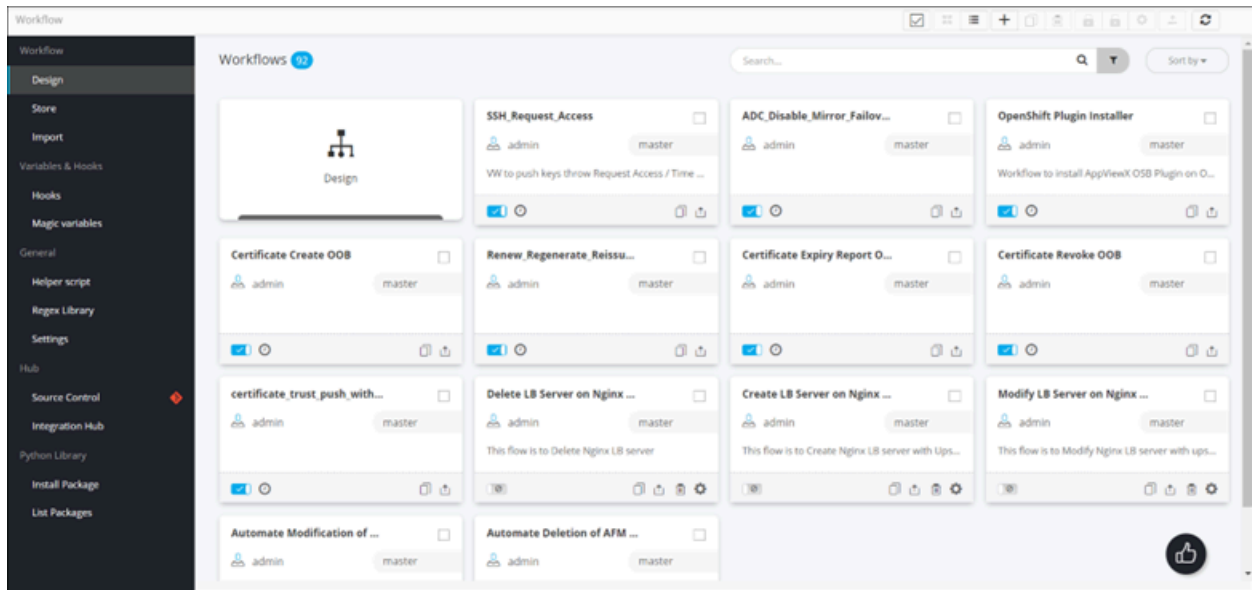 Workflow
Workflow
Design
Store
Import
Variables & Hooks
Hooks
Magic variables
General
Helper script
Regex Library
Settings
Hub
Source Control
Integration Hub
Python Library
Install Package
List Packages
Workflows 92
Search...
Sort by
Design
SSH_Request_Access
admin master
VW to push keys throw Request Access / Time ...
ADC_Disable_Mirror_Failov...
admin master
OpenShift Plugin Installer
admin master
Workflow to install AppViewX OSB Plugin on O...
Certificate Create OOB
admin master
Renew_Regenerate_Reissu...
admin master
Certificate Expiry Report O...
admin master
Certificate Revoke OOB
admin master
certificate_trust_push_with...
admin master
Delete LB Server on Nginx ...
admin master
This flow is to Delete Nginx LB server
Create LB Server on Nginx ...
admin master
This flow is to Create Nginx LB server with Ups...
Modify LB Server on Nginx ...
admin master
This flow is to Modify Nginx LB server with ups...
Automate Modification of ...
admin master
Automate Deletion of AFM ...
admin master